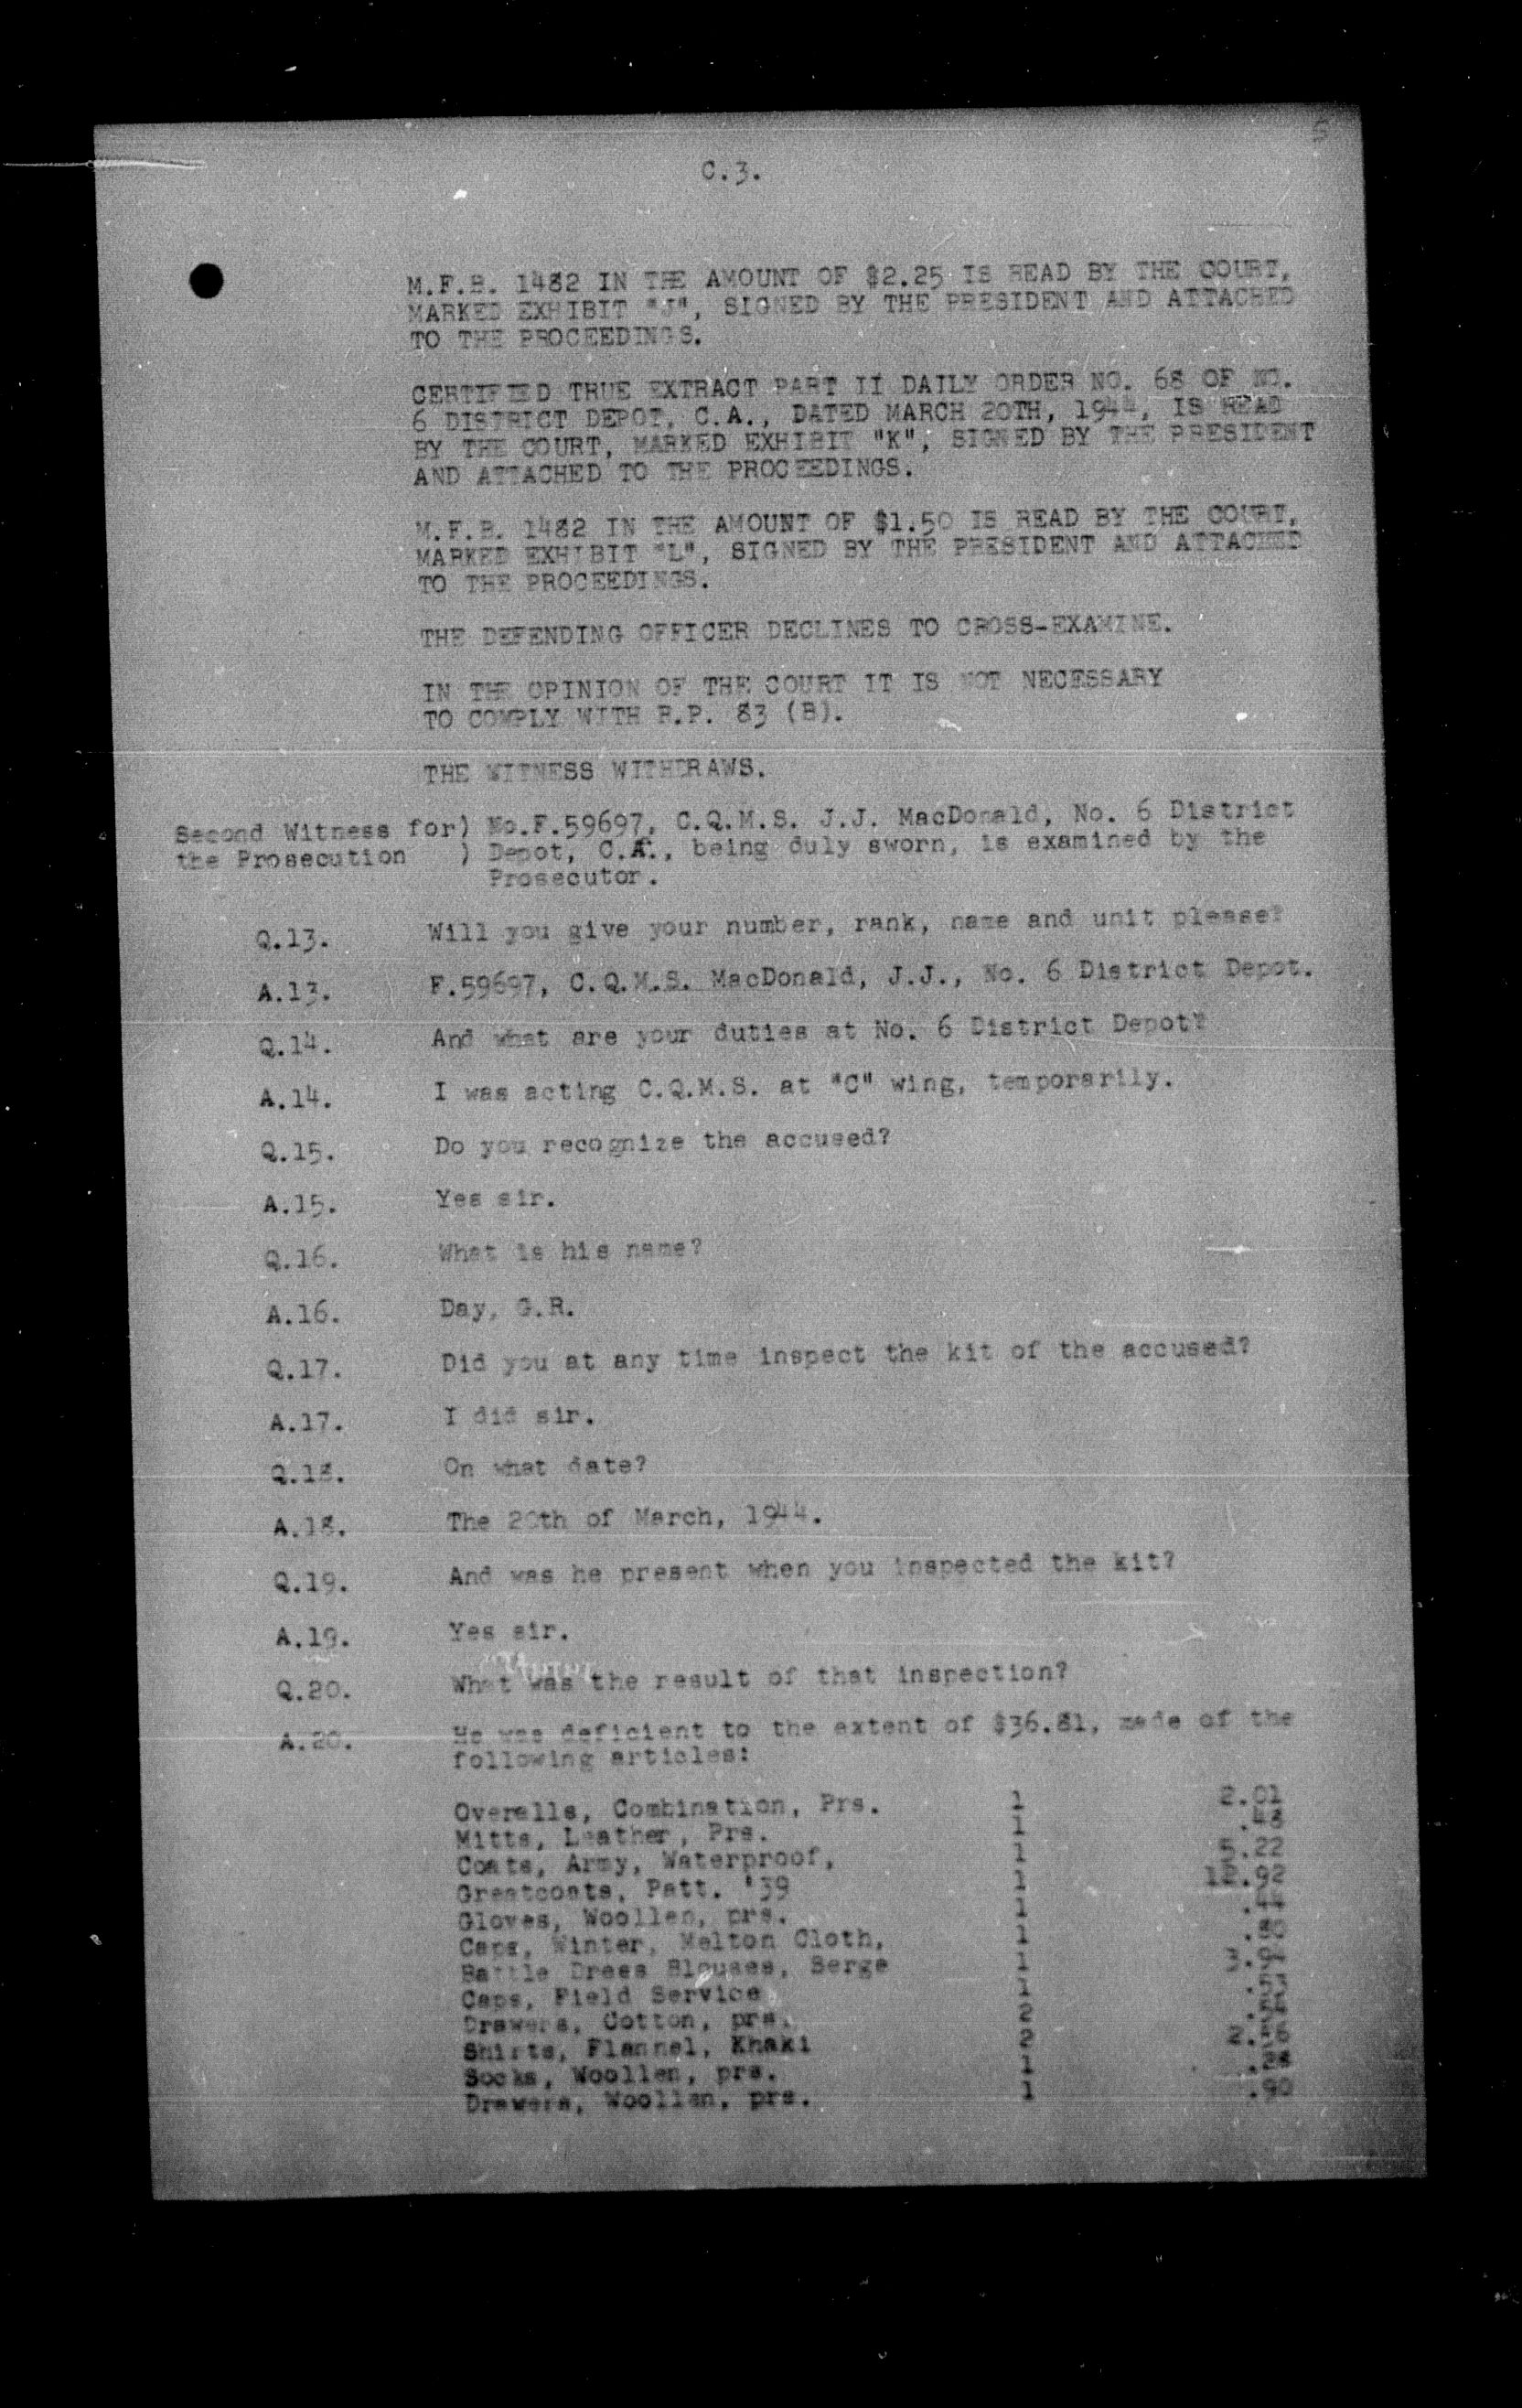 C.3.
M.F.B. 1482 IN THE AMOUNT OF $2.25 IS READ BY THE COURT,
MARKED EXHIBIT "J", SIGNED BY THE PRESIDENT AND ATTACHED
TO THE PROCEEDINGS.
CERTIFIED TRUE EXTRACT PART II DAILY ORDER NO. 68 OF NO.
6 DISTRICT DEPOT, C.A., DATED MARCH 20TH, 1944, IS READ
BY THE COURT, MARKED EXHIBIT "K", SIGNED BY THE PRESIDENT
AND ATTACHED TO THE PROCEEDINGS.
M.F.B. 1482 IN THE AMOUNT OF $1.50 IS READ BY THE COURT,
MARKED EXHIBIT "L", SIGNED BY THE PRESIDENT AND ATTACHED
TO THE PROCEEDINGS.
THE DEFENDING OFFICER DECLINES TO CROSS-EXAMINE.
IN THE OPINION OF THE COURT IT IS NOT NECESSARY
TO COMPLY WITH R.P. 83 (B).
THE WITNESS WITHDRAWS.
Second Witness for) No.F.59697, C.Q.M.S. J.J. MacDonald, No. 6 District
the Prosecution ) Depot, C.A., being duly sworn, is examined by the
Prosecutor.
Q.13. Will you give your number, rank, name and unit please?
A.13. F.59697, C.Q.M.S. MacDonald, J.J., No. 6 District Depot.
Q.14. And what are your duties at No. 6 District Depot?
A.14. I was acting C.Q.M.S. at "C" wing, temporarily.
Q.15. Do you recognize the accused?
A.15. Yes sir.
Q.16. What is his name?
A.16. Day, G.R.
Q.17. Did you at any time inspect the kit of the accused?
A.17. I did sir.
Q.18. On what date?
A.18. The 20th of March, 1944.
Q.19. And was he present when you inspected the kit?
A.19. Yes sir.
Q.20. What was the result of that inspection?
A.20. He was deficient to the extent of $36.81, made of the
following articles:
Overalls, Combination, Prs. 1 2.01
Mitts, Leather, Prs. 1 .43
Coats, Army, Waterproof, 1 5.22
Greatcoats, Patt. '39 1 12.92
Gloves, Woollen, prs. 1
Caps, Winter, Melton Cloth, 1
Battle Dress Blouses, Serge 1
Caps, Field Service 1
Drawers, Cotton, prs. 2
Shirts, Flannel, Khaki 2
Socks, Woollen, prs. 1
Drawers, Woollen, prs. 1 .90